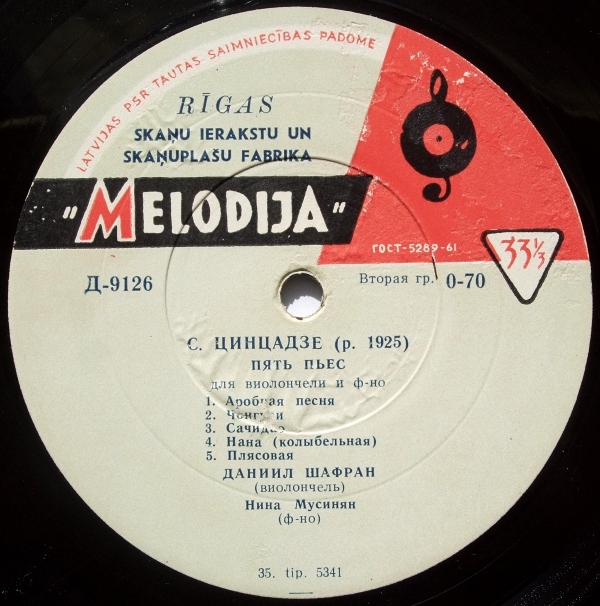 LATVIJAS PSR TAUTAS SAIMNIECĪBAS PADOME
RĪGAS
SKAŅU IERAKSTU UN
SKAŅUPLAŠU FABRIKA
"MELODIJA"
ГОСТ-5289-61
33⅓
Д-9126
Вторая гр. 0-70
С. ЦИНЦАДЗЕ (р. 1925)
ПЯТЬ ПЬЕС
для виолончели и ф-но
1. Аробная песня
2. Чонгури
3. Сачидао
4. Нана (колыбельная)
5. Плясовая
ДАНИИЛ ШАФРАН
(виолончель)
Нина Мусинян
(ф-но)
35. tip. 5341